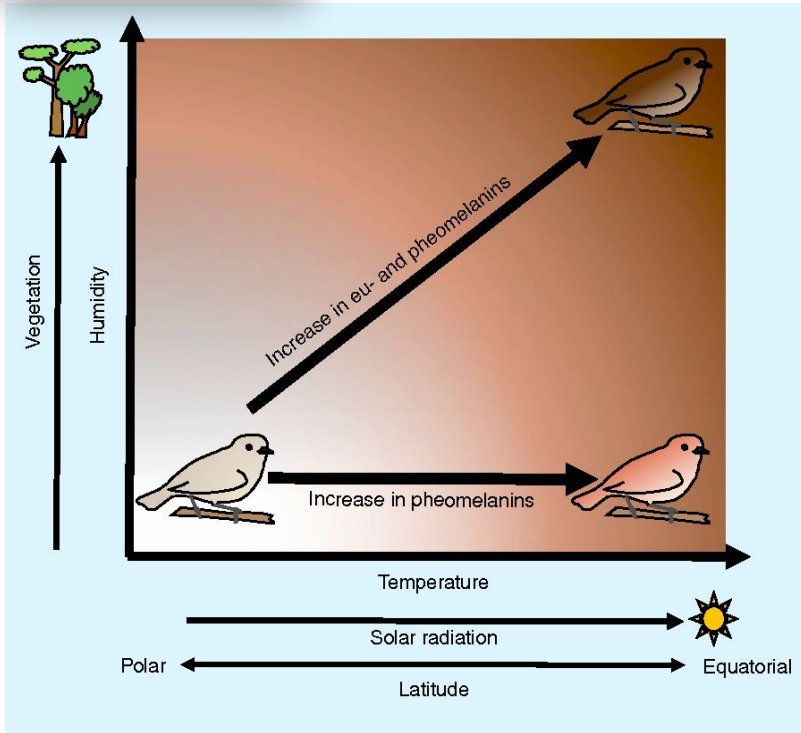 Vegetation
Humidity
Increase in eu- and pheomelanins
Increase in pheomelanins
Temperature
Solar radiation
Polar
Equatorial
Latitude